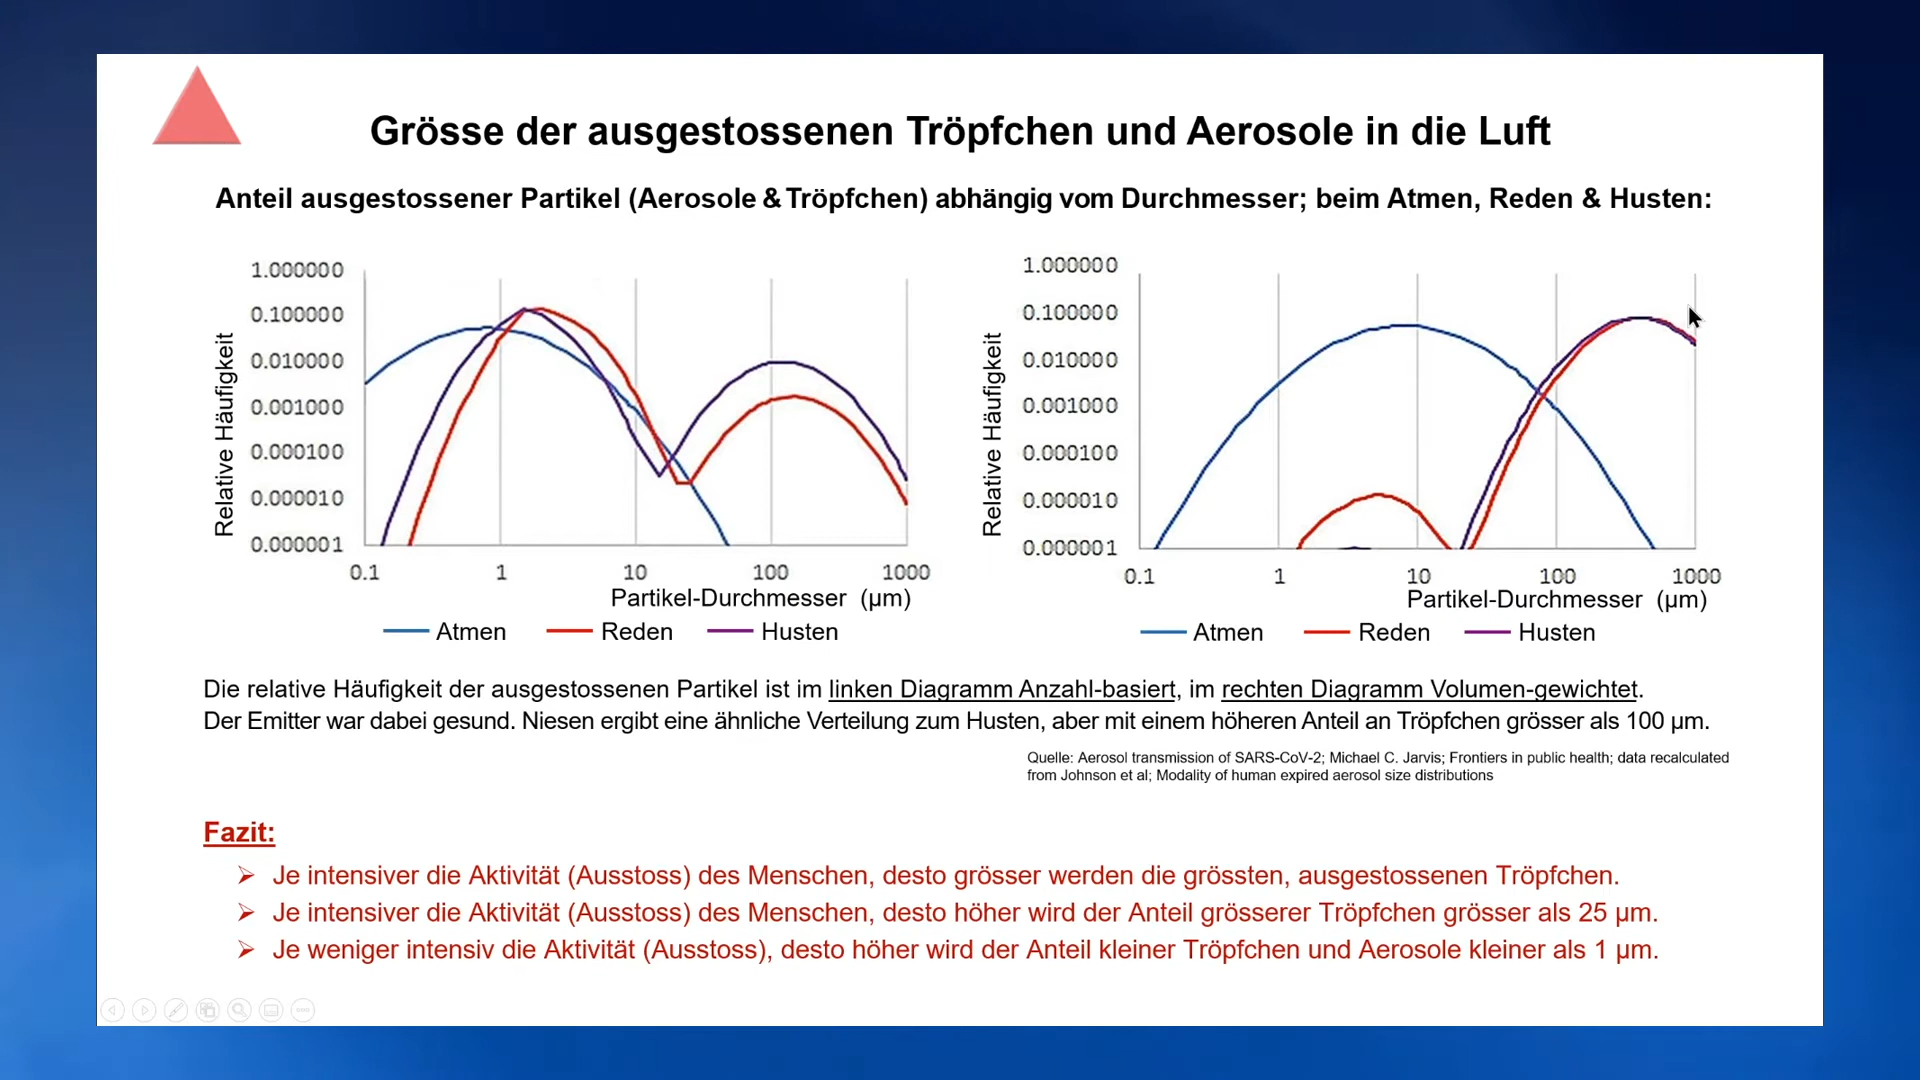 Grösse der ausgestossenen Tröpfchen und Aerosole in die Luft
Anteil ausgestossener Partikel (Aerosole & Tröpfchen) abhängig vom Durchmesser; beim Atmen, Reden & Husten:
Relative Häufigkeit
1.000000
0.100000
0.010000
0.001000
0.000100
0.000010
0.000001
0.1 1 10 100 1000
Partikel-Durchmesser (µm)
Atmen Reden Husten
Relative Häufigkeit
1.000000
0.100000
0.010000
0.001000
0.000100
0.000010
0.000001
0.1 1 10 100 1000
Partikel-Durchmesser (µm)
Atmen Reden Husten
Die relative Häufigkeit der ausgestossenen Partikel ist im linken Diagramm Anzahl-basiert, im rechten Diagramm Volumen-gewichtet.
Der Emitter war dabei gesund. Niesen ergibt eine ähnliche Verteilung zum Husten, aber mit einem höheren Anteil an Tröpfchen grösser als 100 µm.
Quelle: Aerosol transmission of SARS-CoV-2; Michael C. Jarvis; Frontiers in public health; data recalculated
from Johnson et al; Modality of human expired aerosol size distributions
Fazit:
➢ Je intensiver die Aktivität (Ausstoss) des Menschen, desto grösser werden die grössten, ausgestossenen Tröpfchen.
➢ Je intensiver die Aktivität (Ausstoss) des Menschen, desto höher wird der Anteil grösserer Tröpfchen grösser als 25 µm.
➢ Je weniger intensiv die Aktivität (Ausstoss), desto höher wird der Anteil kleiner Tröpfchen und Aerosole kleiner als 1 µm.